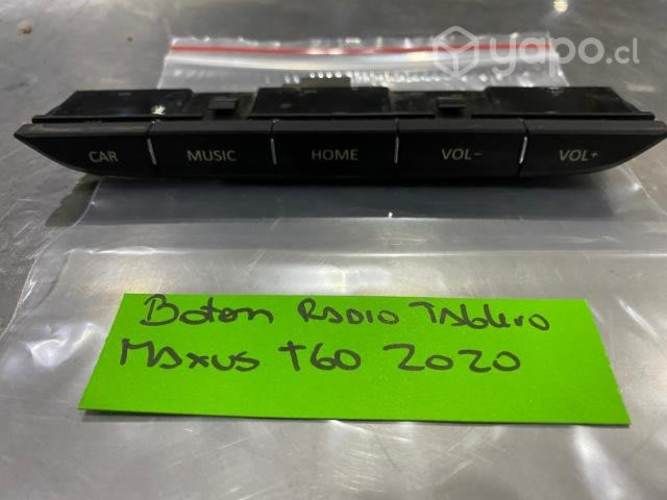 yapo.cl
CAR MUSIC HOME VOL- VOL+
Boton RADIO TABlero
MAxus T60 2020